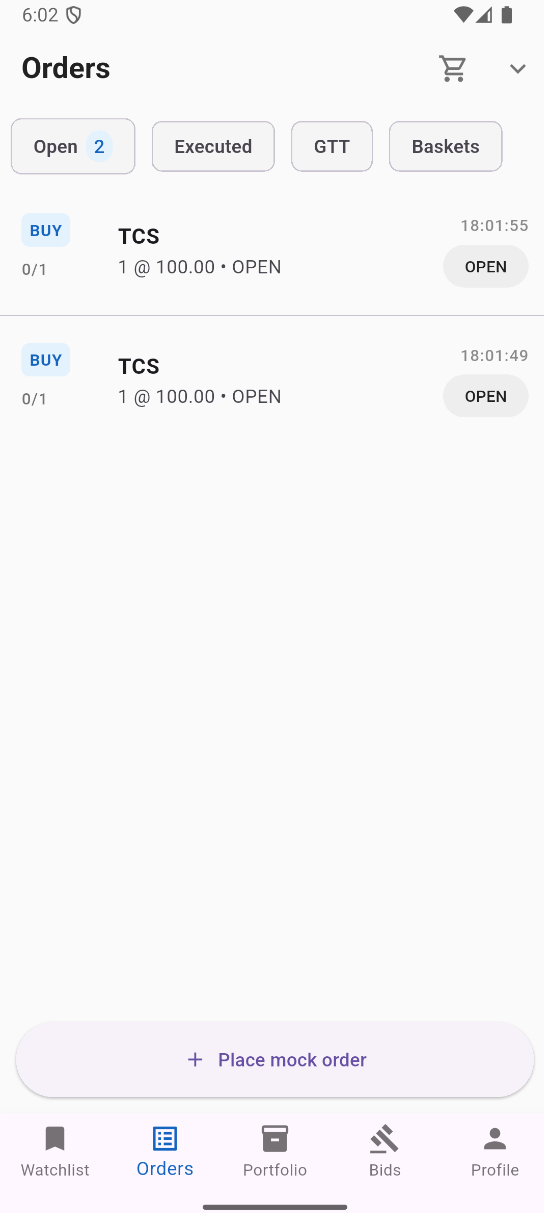 6:02
Orders
Open 2 Executed GTT Baskets
BUY TCS 18:01:55
0/1 1 @ 100.00 • OPEN OPEN
BUY TCS 18:01:49
0/1 1 @ 100.00 • OPEN OPEN
+ Place mock order
Watchlist Orders Portfolio Bids Profile